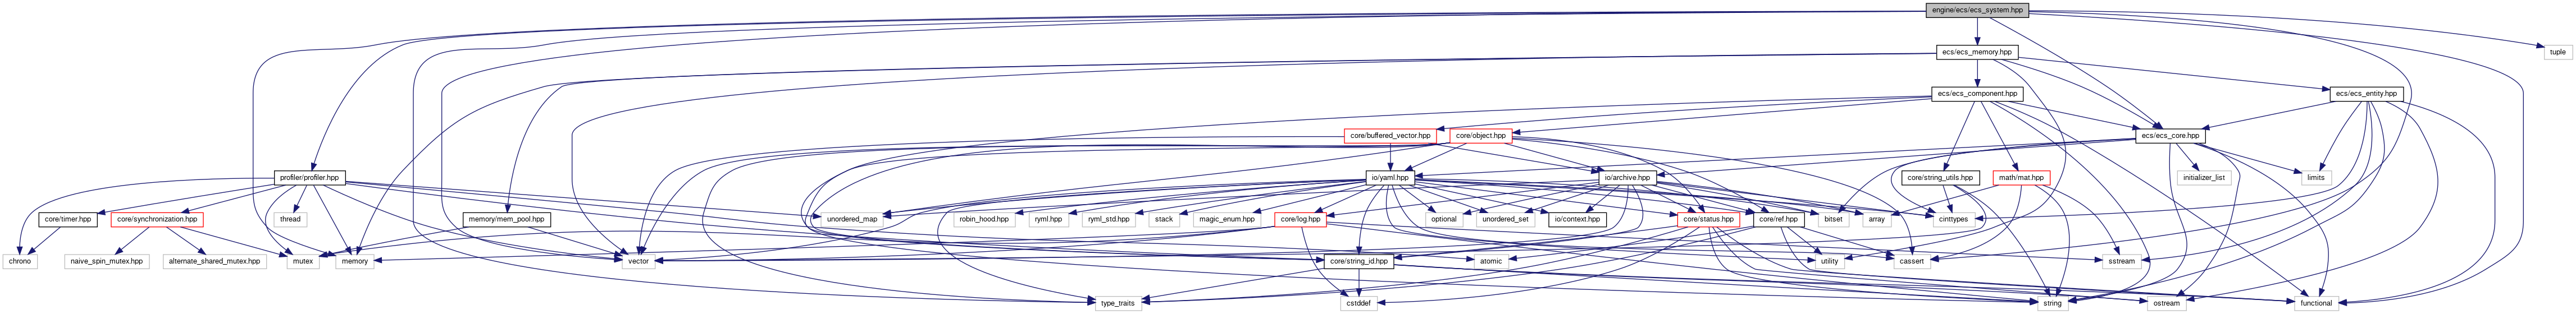 engine/ecs/ecs_system.hpp
ecs/ecs_memory.hpp
tuple
ecs/ecs_component.hpp
ecs/ecs_entity.hpp
core/buffered_vector.hpp
core/object.hpp
ecs/ecs_core.hpp
profiler/profiler.hpp
io/yaml.hpp
io/archive.hpp
core/string_utils.hpp
math/mat.hpp
initializer_list
limits
core/timer.hpp
core/synchronization.hpp
thread
memory/mem_pool.hpp
unordered_map
robin_hood.hpp
ryml.hpp
ryml_std.hpp
stack
magic_enum.hpp
core/log.hpp
optional
unordered_set
io/context.hpp
core/status.hpp
core/ref.hpp
bitset
array
cinttypes
chrono
naive_spin_mutex.hpp
alternate_shared_mutex.hpp
mutex
memory
vector
core/string_id.hpp
atomic
utility
cassert
sstream
type_traits
cstddef
string
ostream
functional